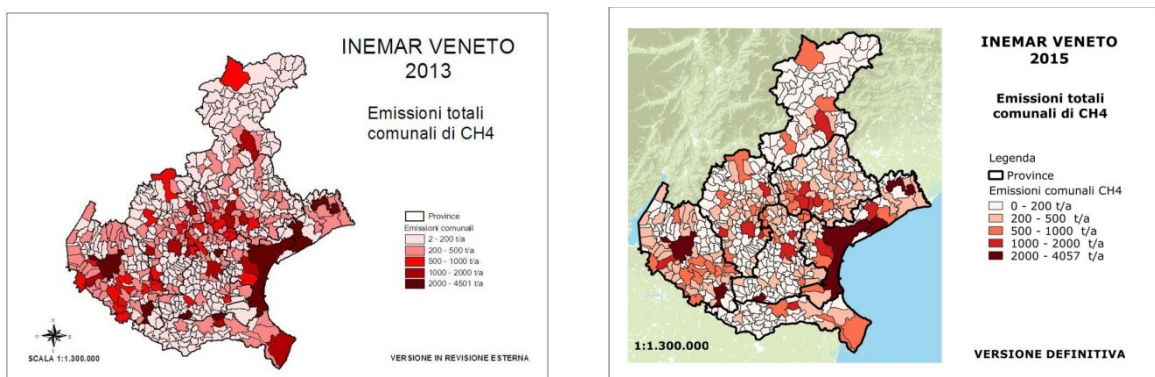 INEMAR VENETO
2013
Emissioni totali
comunali di CH4
Province
Emissioni comunali
2 - 200 t/a
200 - 500 t/a
500 - 1000 t/a
1000 - 2000 t/a
2000 - 4501 t/a
SCALA 1:1.300.000
VERSIONE IN REVISIONE ESTERNA
INEMAR VENETO
2015
Emissioni totali
comunali di CH4
Legenda
Province
Emissioni comunali CH4
0 - 200 t/a
200 - 500 t/a
500 - 1000 t/a
1000 - 2000 t/a
2000 - 4057 t/a
1:1.300.000
VERSIONE DEFINITIVA